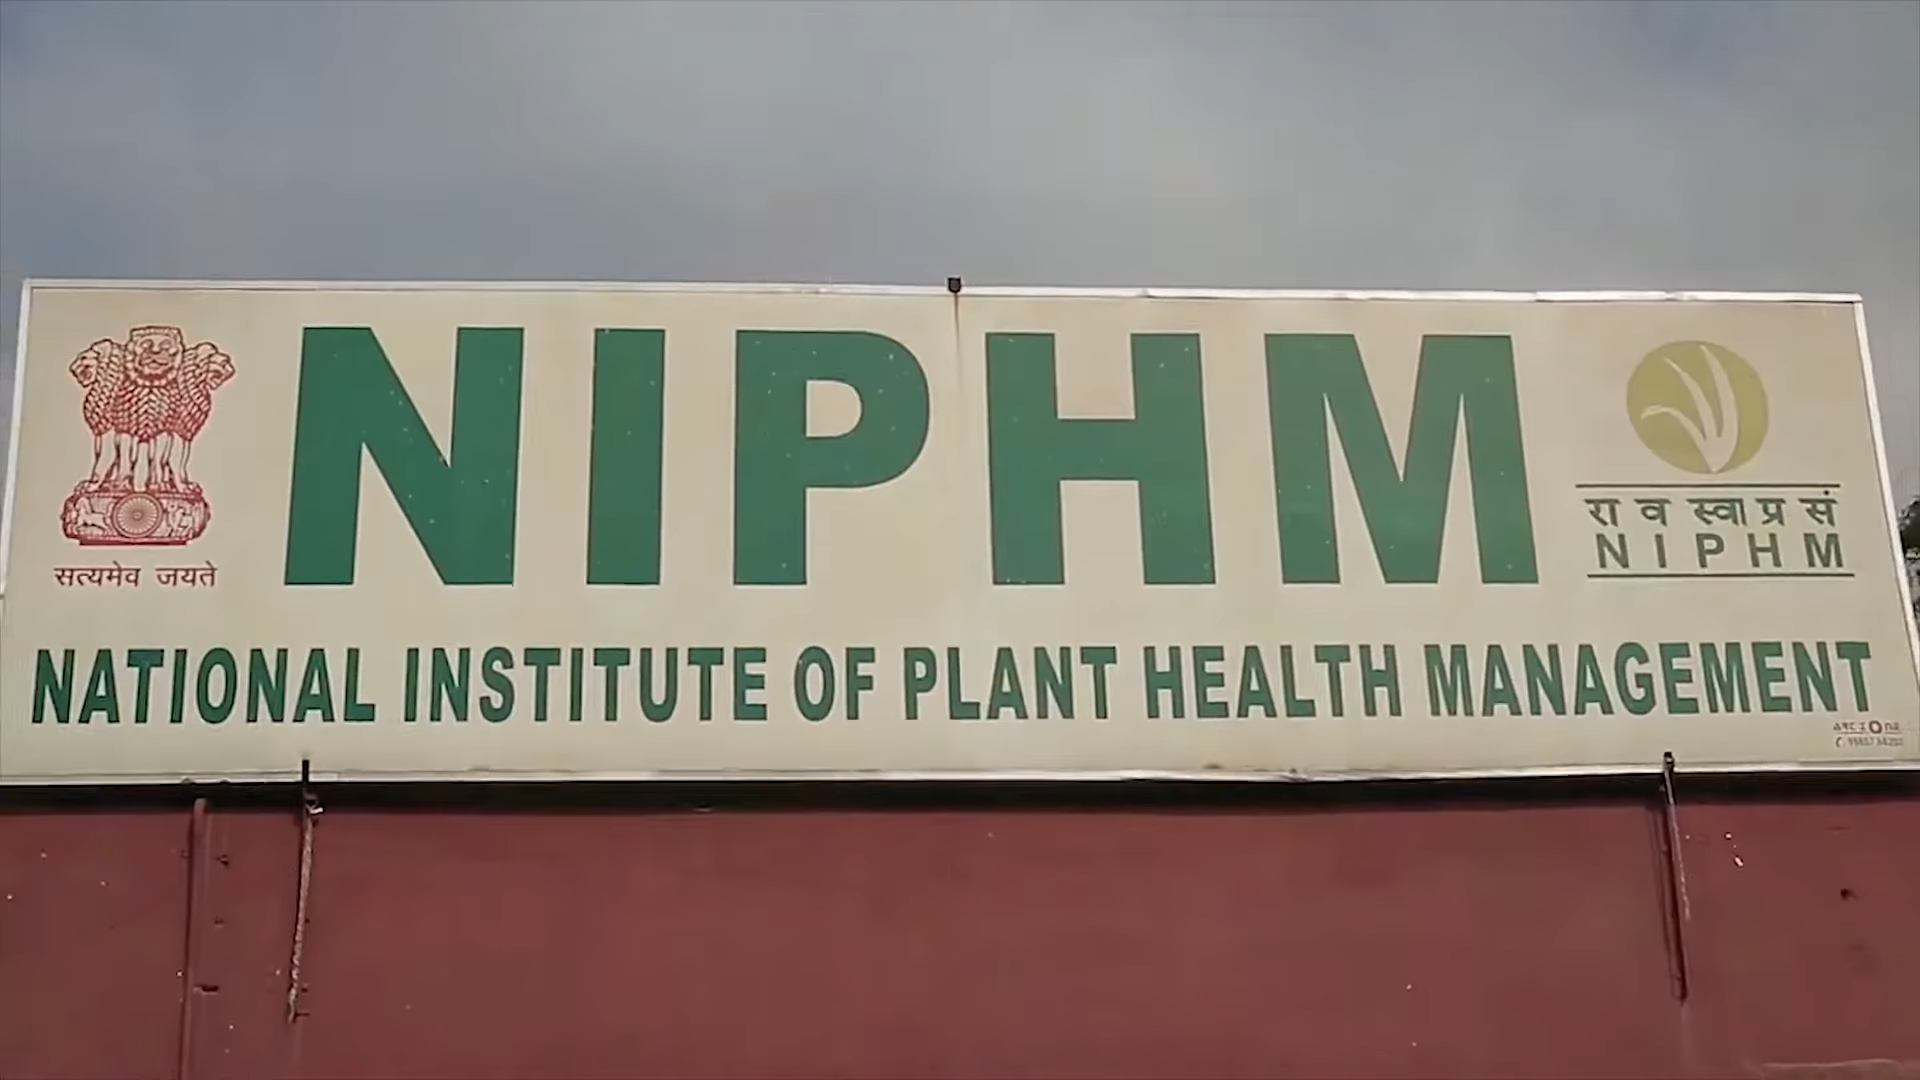 NIPHM
सत्यमेव जयते
रा व स्वा प्र सं
NIPHM
NATIONAL INSTITUTE OF PLANT HEALTH MANAGEMENT